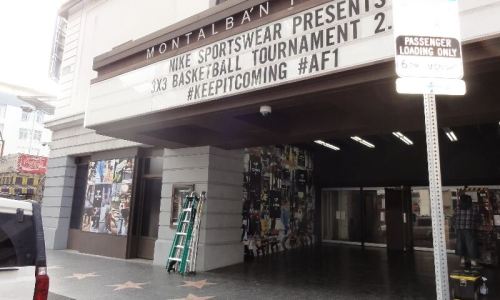 MONTALBÁN
NIKE SPORTSWEAR PRESENTS
3X3 BASKETBALL TOURNAMENT 2.
#KEEPITCOMING #AF1
PASSENGER
LOADING ONLY